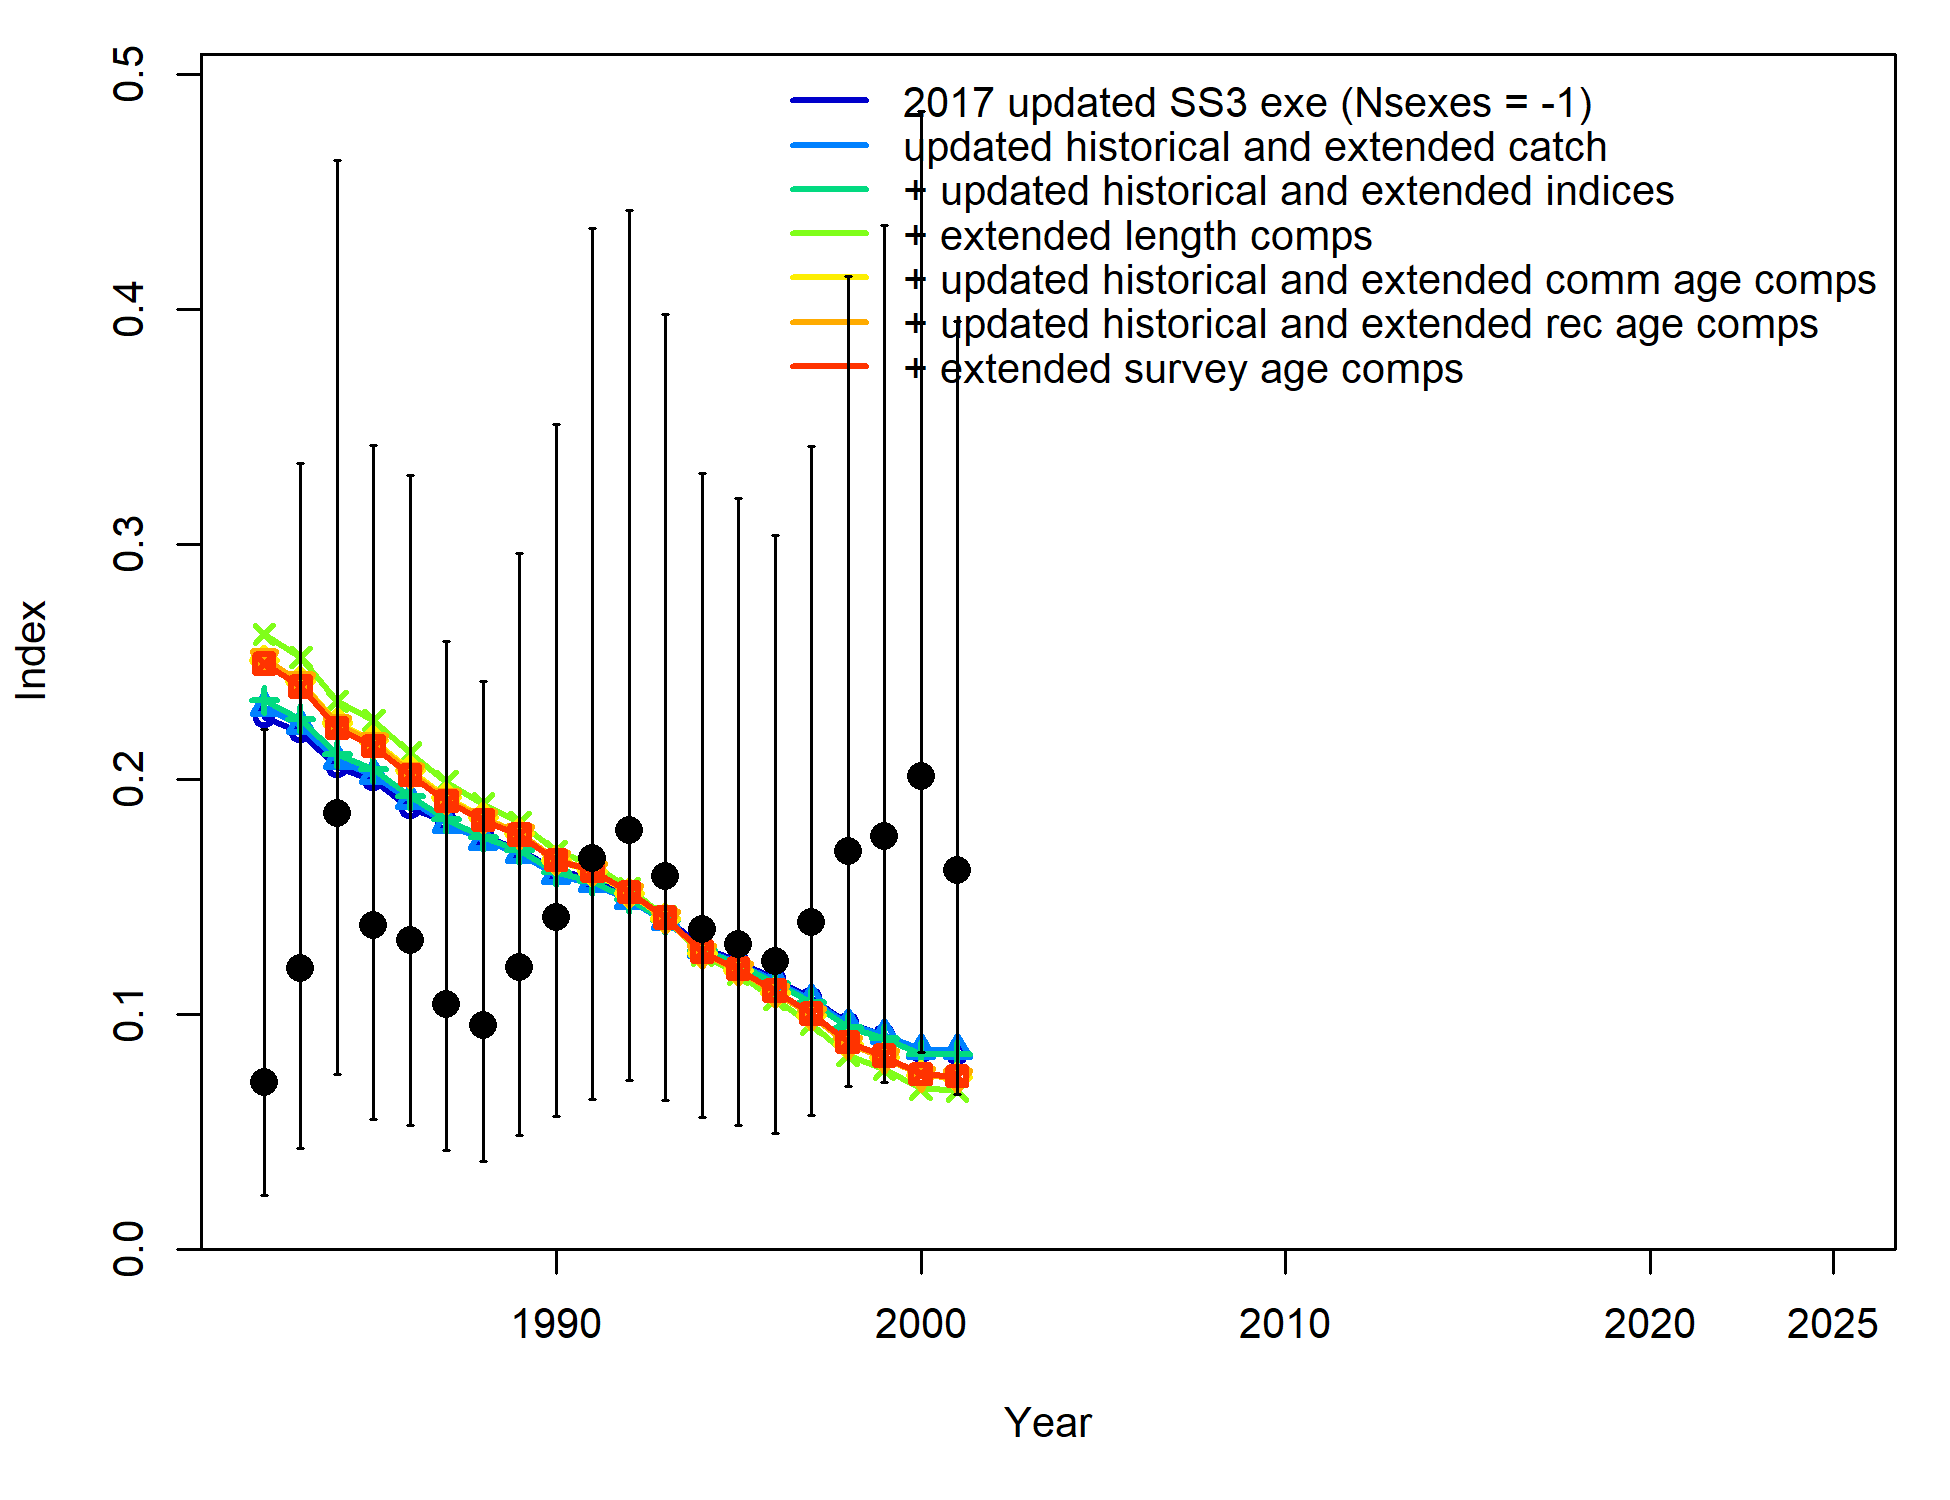 0.5
0.4
0.3
0.2
0.1
0.0
Index
2017 updated SS3 exe (Nsexes = -1)
updated historical and extended catch
+ updated historical and extended indices
+ extended length comps
+ updated historical and extended comm age comps
+ updated historical and extended rec age comps
+ extended survey age comps
1990 2000 2010 2020 2025
Year